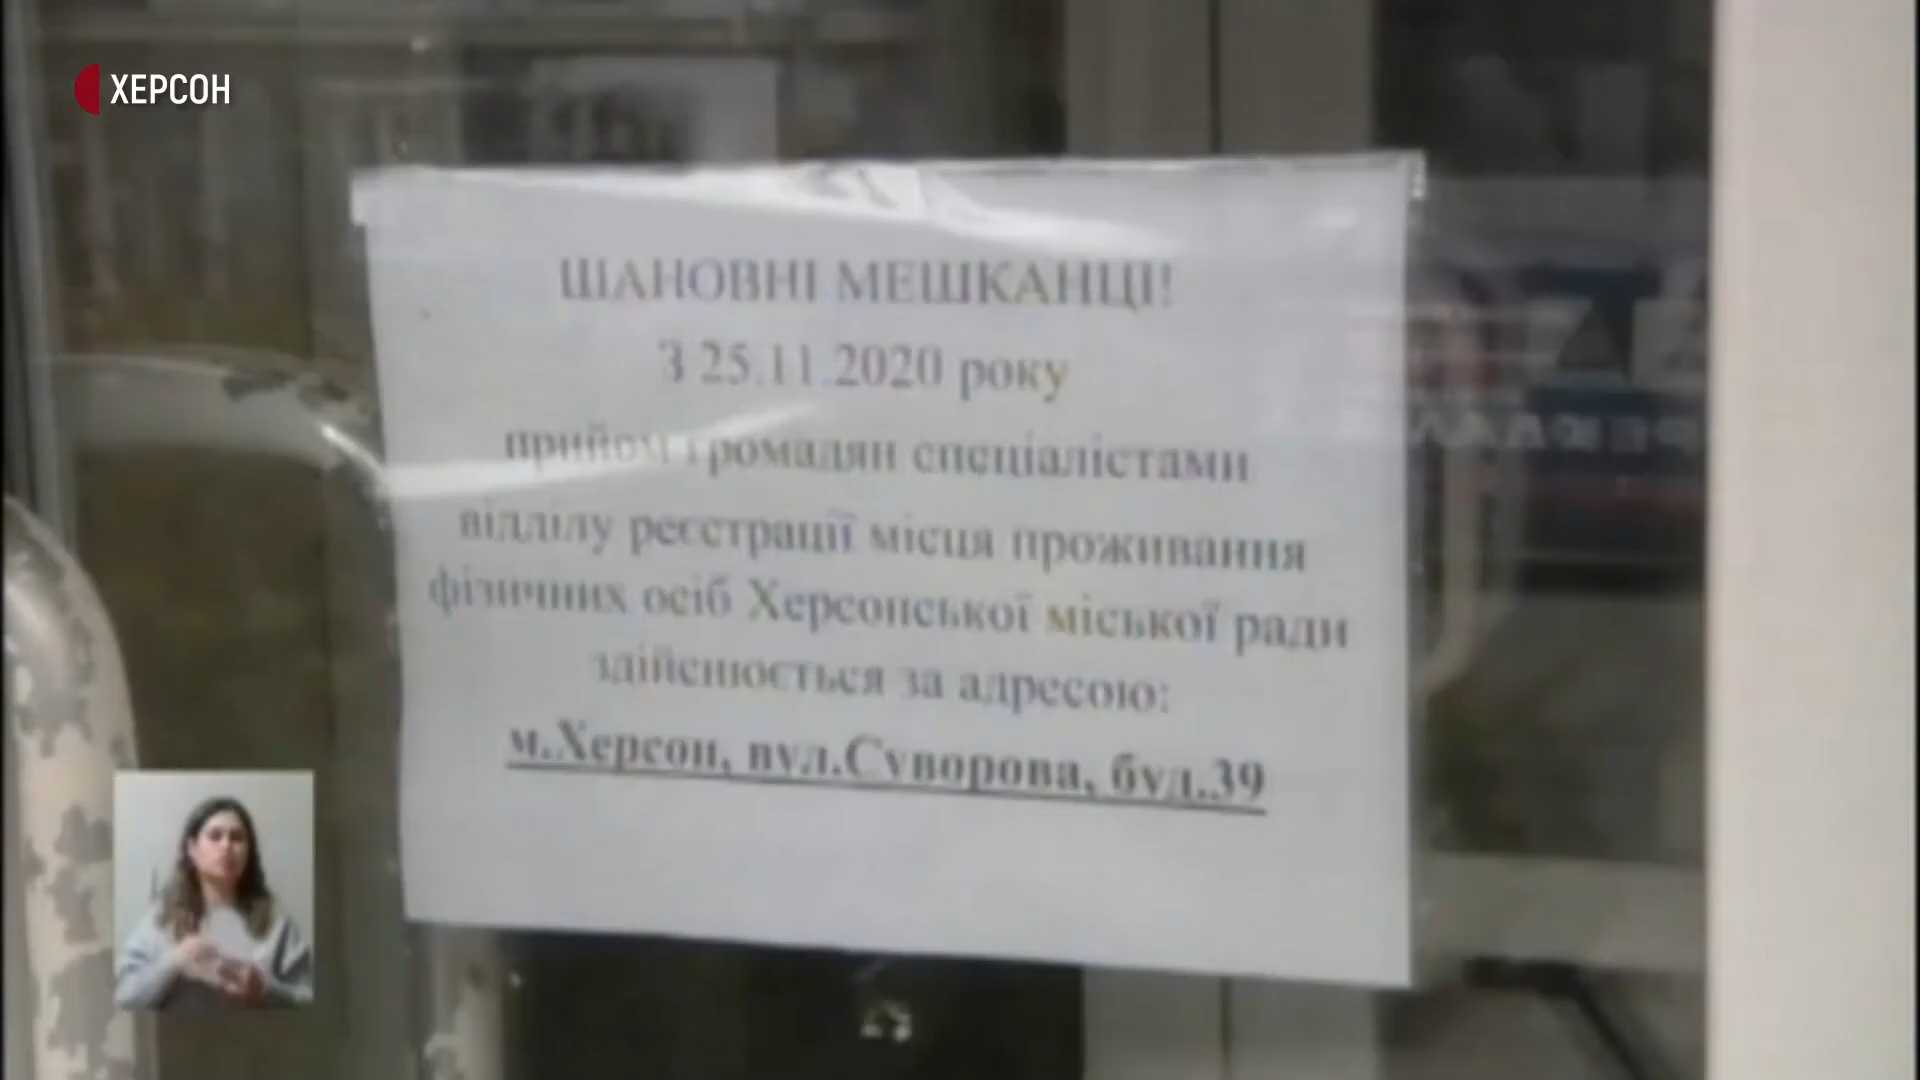 ХЕРСОН
ШАНОВНІ МЕШКАНЦІ!
З 25.11.2020 року
прийом громадян спеціалістами
відділу реєстрації місця проживання
фізичних осіб Херсонської міської ради
здійснюється за адресою:
м.Херсон, вул.Суворова, буд.39